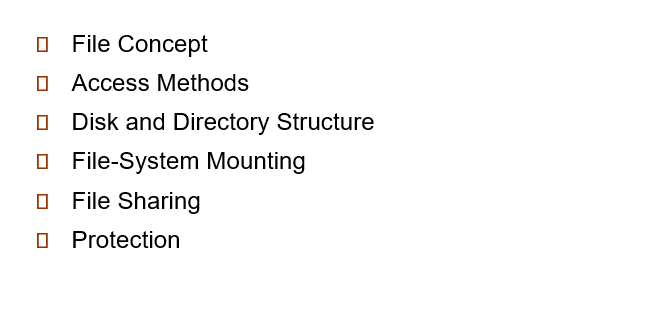 File Concept
Access Methods
Disk and Directory Structure
File-System Mounting
File Sharing
Protection